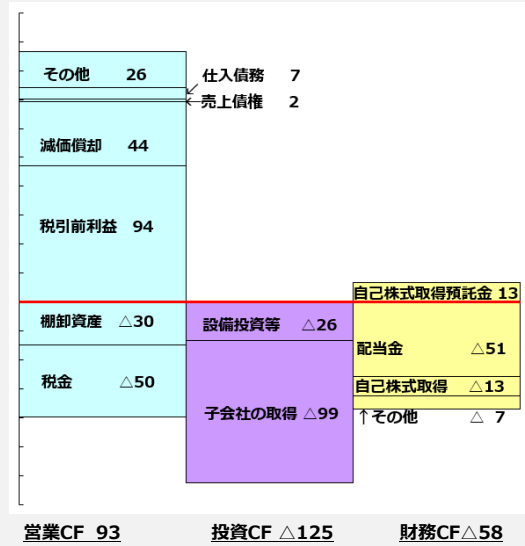 その他 26
仕入債務 7
売上債権 2
減価償却 44
税引前利益 94
棚卸資産 △30
税金 △50
設備投資等 △26
子会社の取得 △99
自己株式取得預託金 13
配当金 △51
自己株式取得 △13
↑その他 △ 7
営業CF 93
投資CF △125
財務CF△58